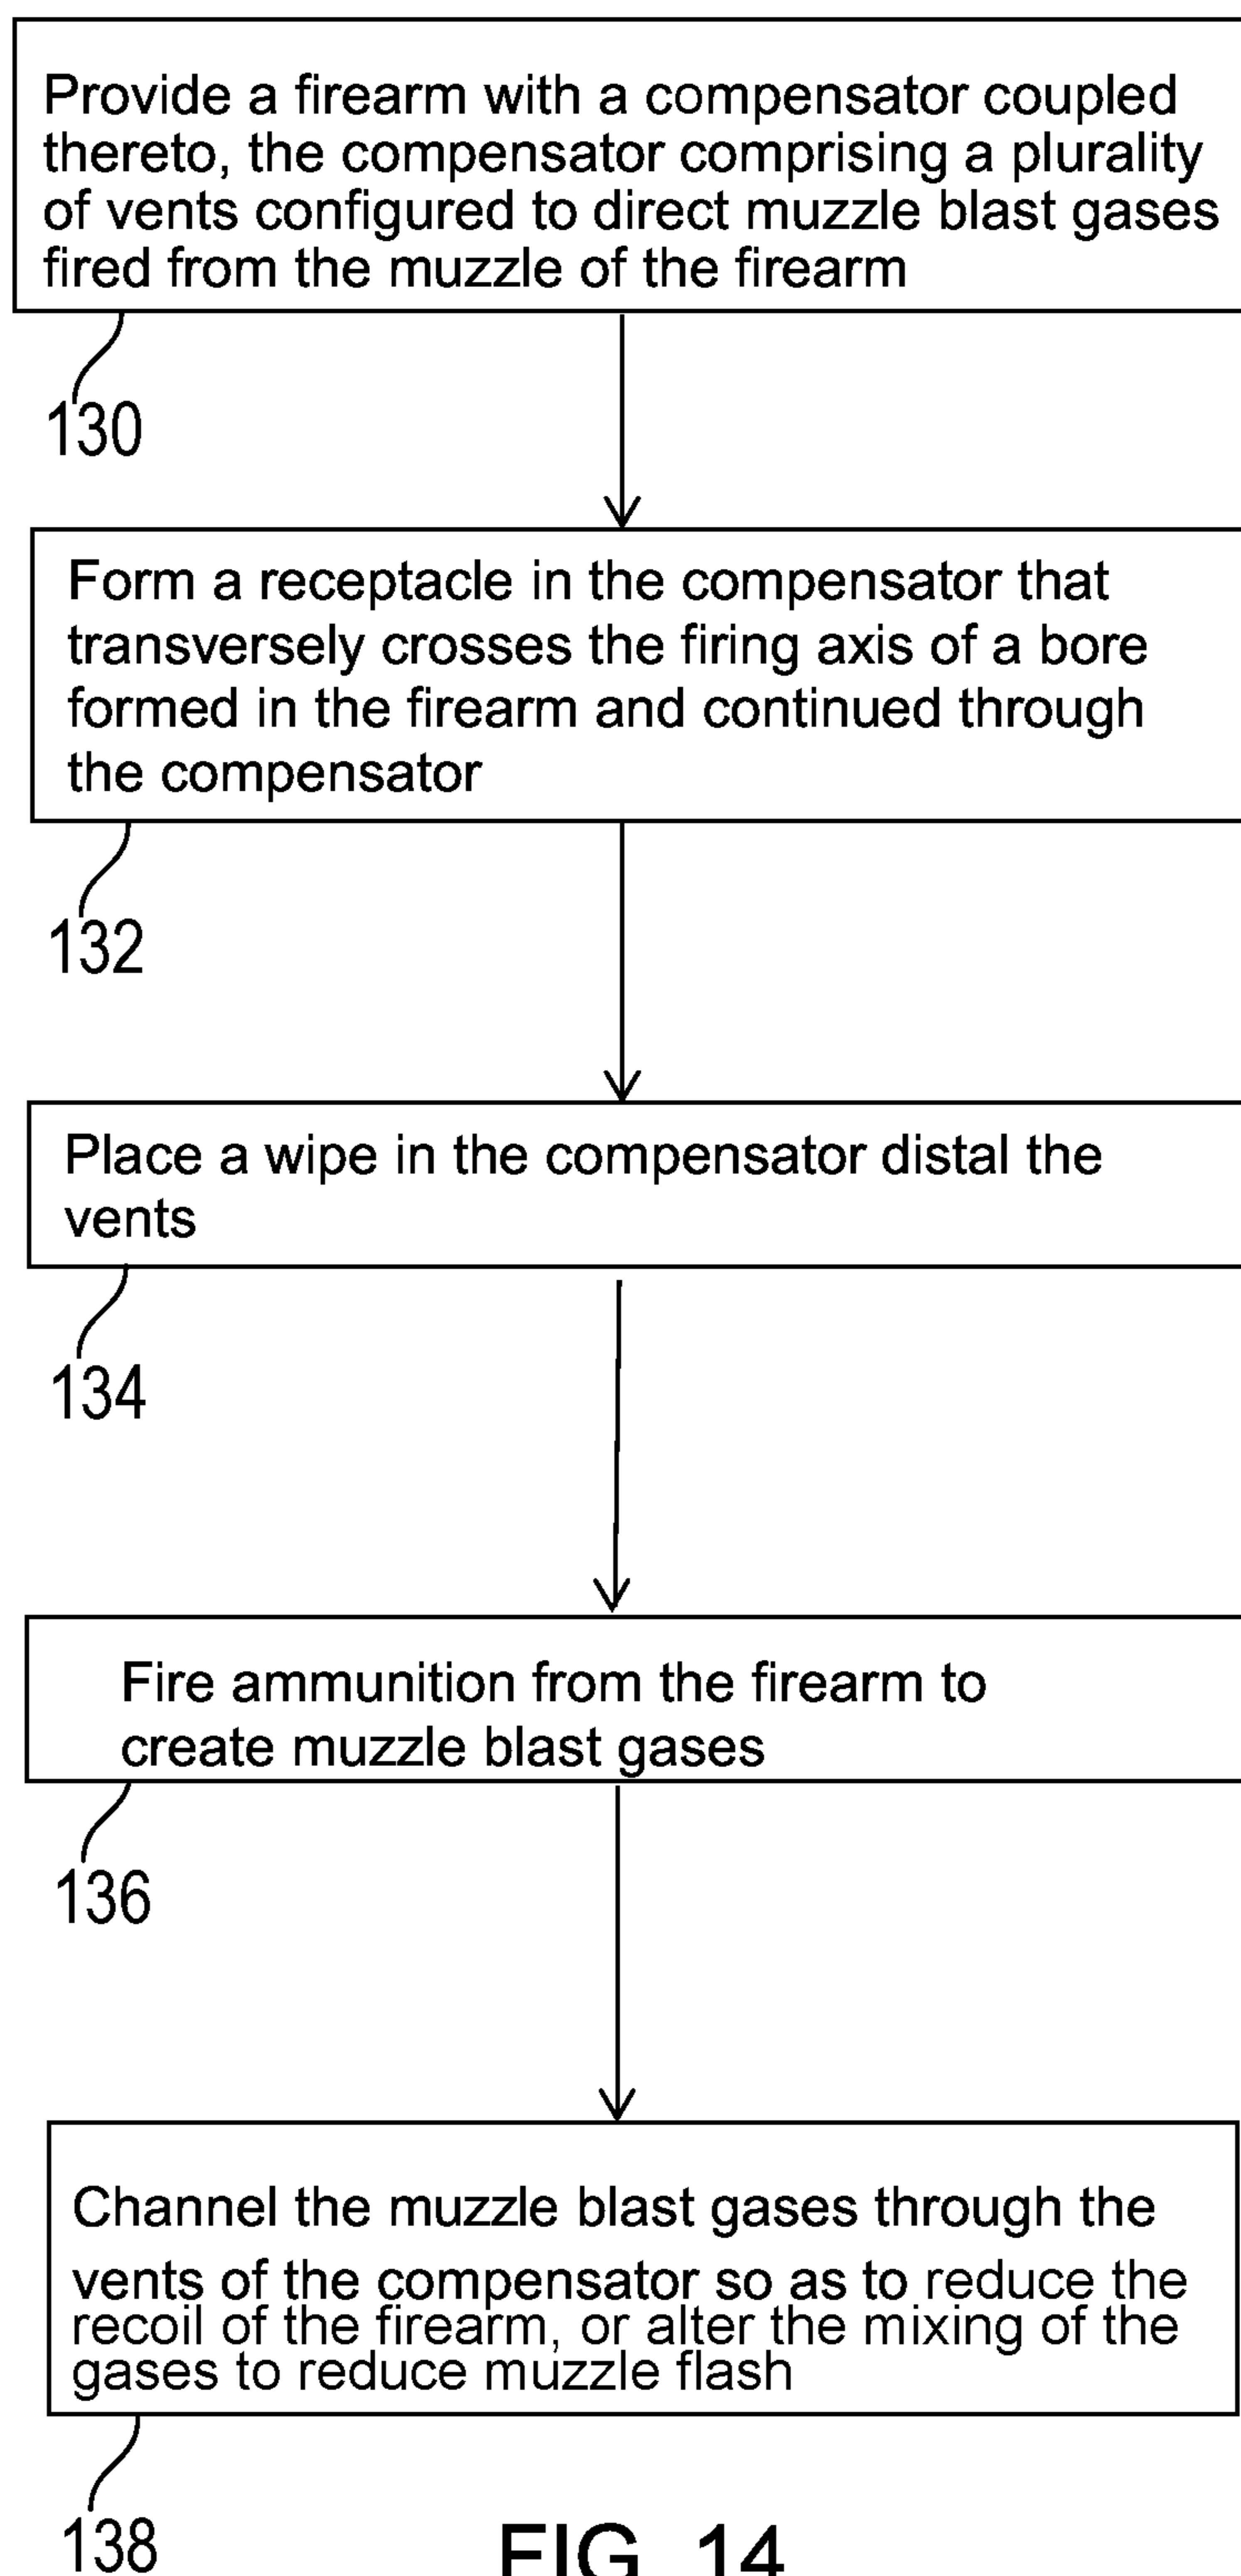 Provide a firearm with a compensator coupled
thereto, the compensator comprising a plurality
of vents configured to direct muzzle blast gases
fired from the muzzle of the firearm
130
Form a receptacle in the compensator that
transversely crosses the firing axis of a bore
formed in the firearm and continued through
the compensator
132
Place a wipe in the compensator distal the
vents
134
Fire ammunition from the firearm to
create muzzle blast gases
136
Channel the muzzle blast gases through the
vents of the compensator so as to reduce the
recoil of the firearm, or alter the mixing of the
gases to reduce muzzle flash
138
FIG. 14